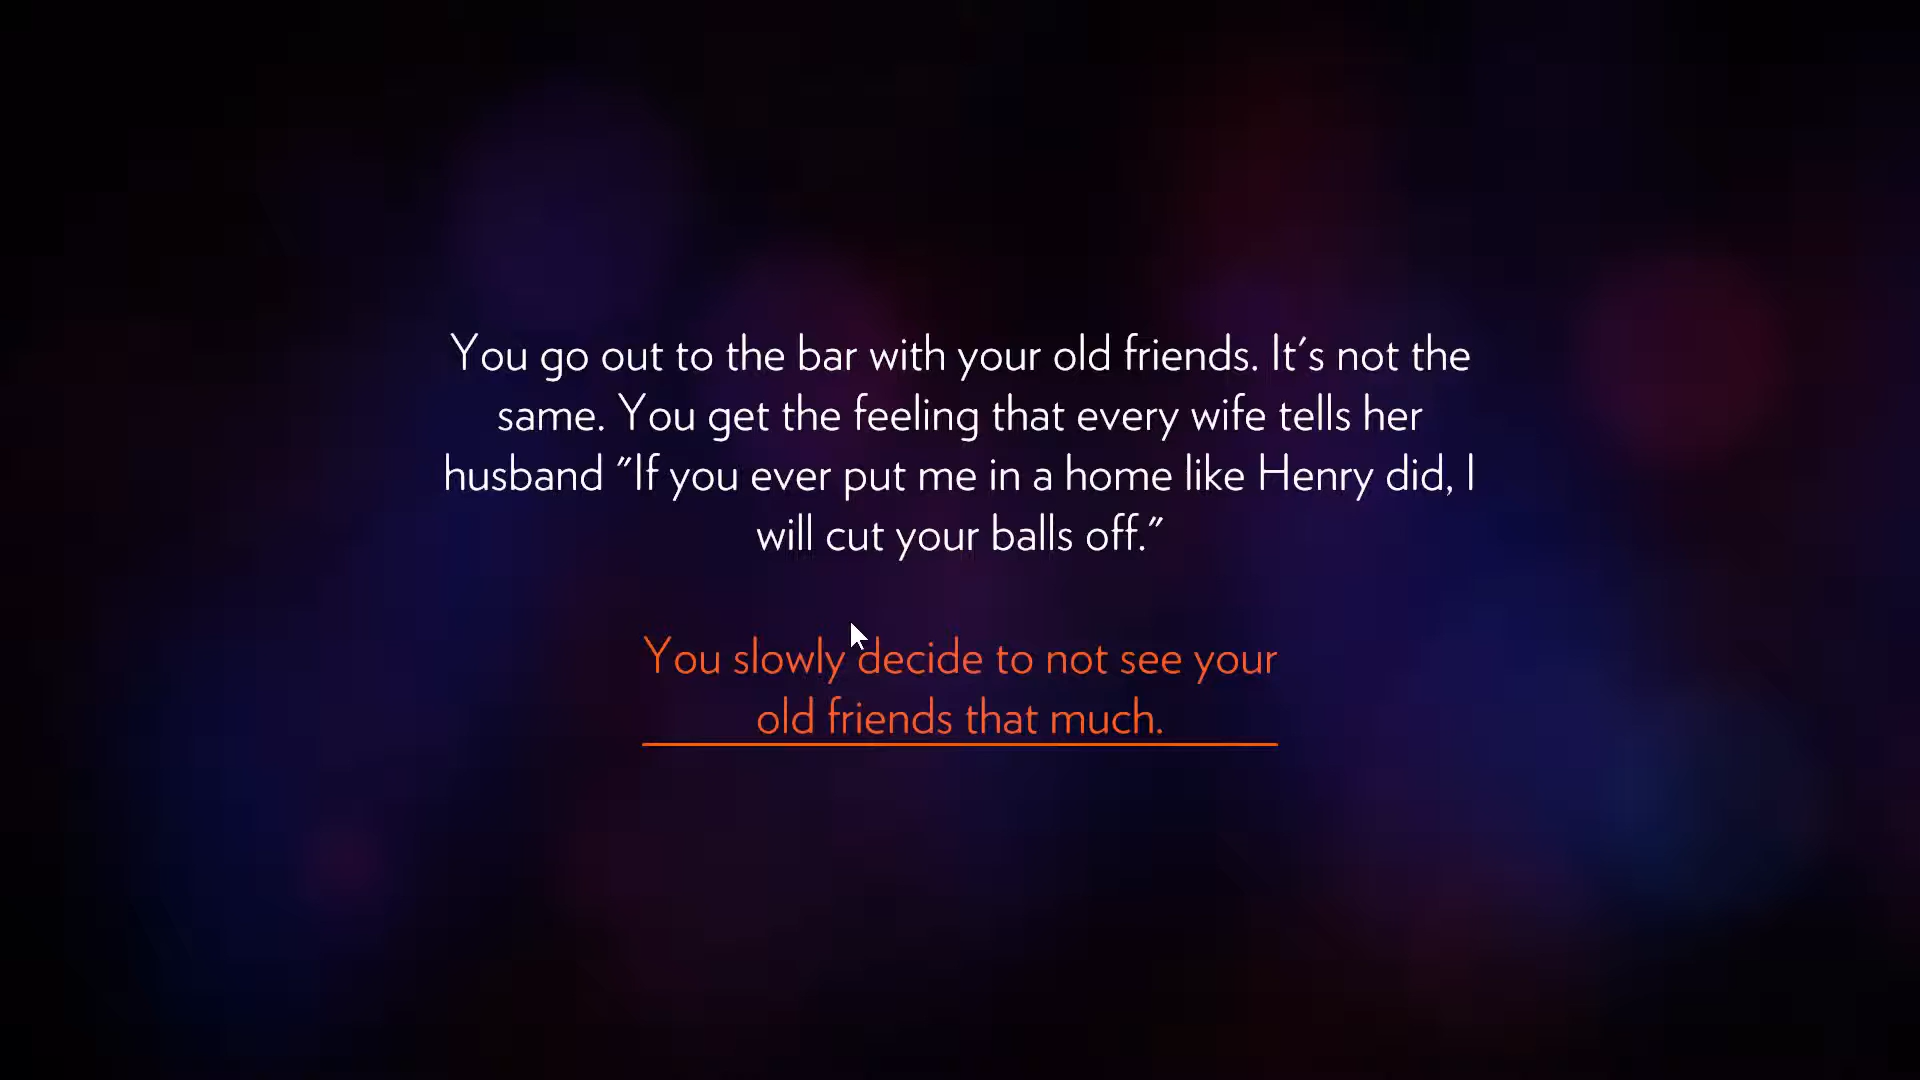 You go out to the bar with your old friends. It's not the
same. You get the feeling that every wife tells her
husband "If you ever put me in a home like Henry did, I
will cut your balls off."
You slowly decide to not see your
old friends that much.